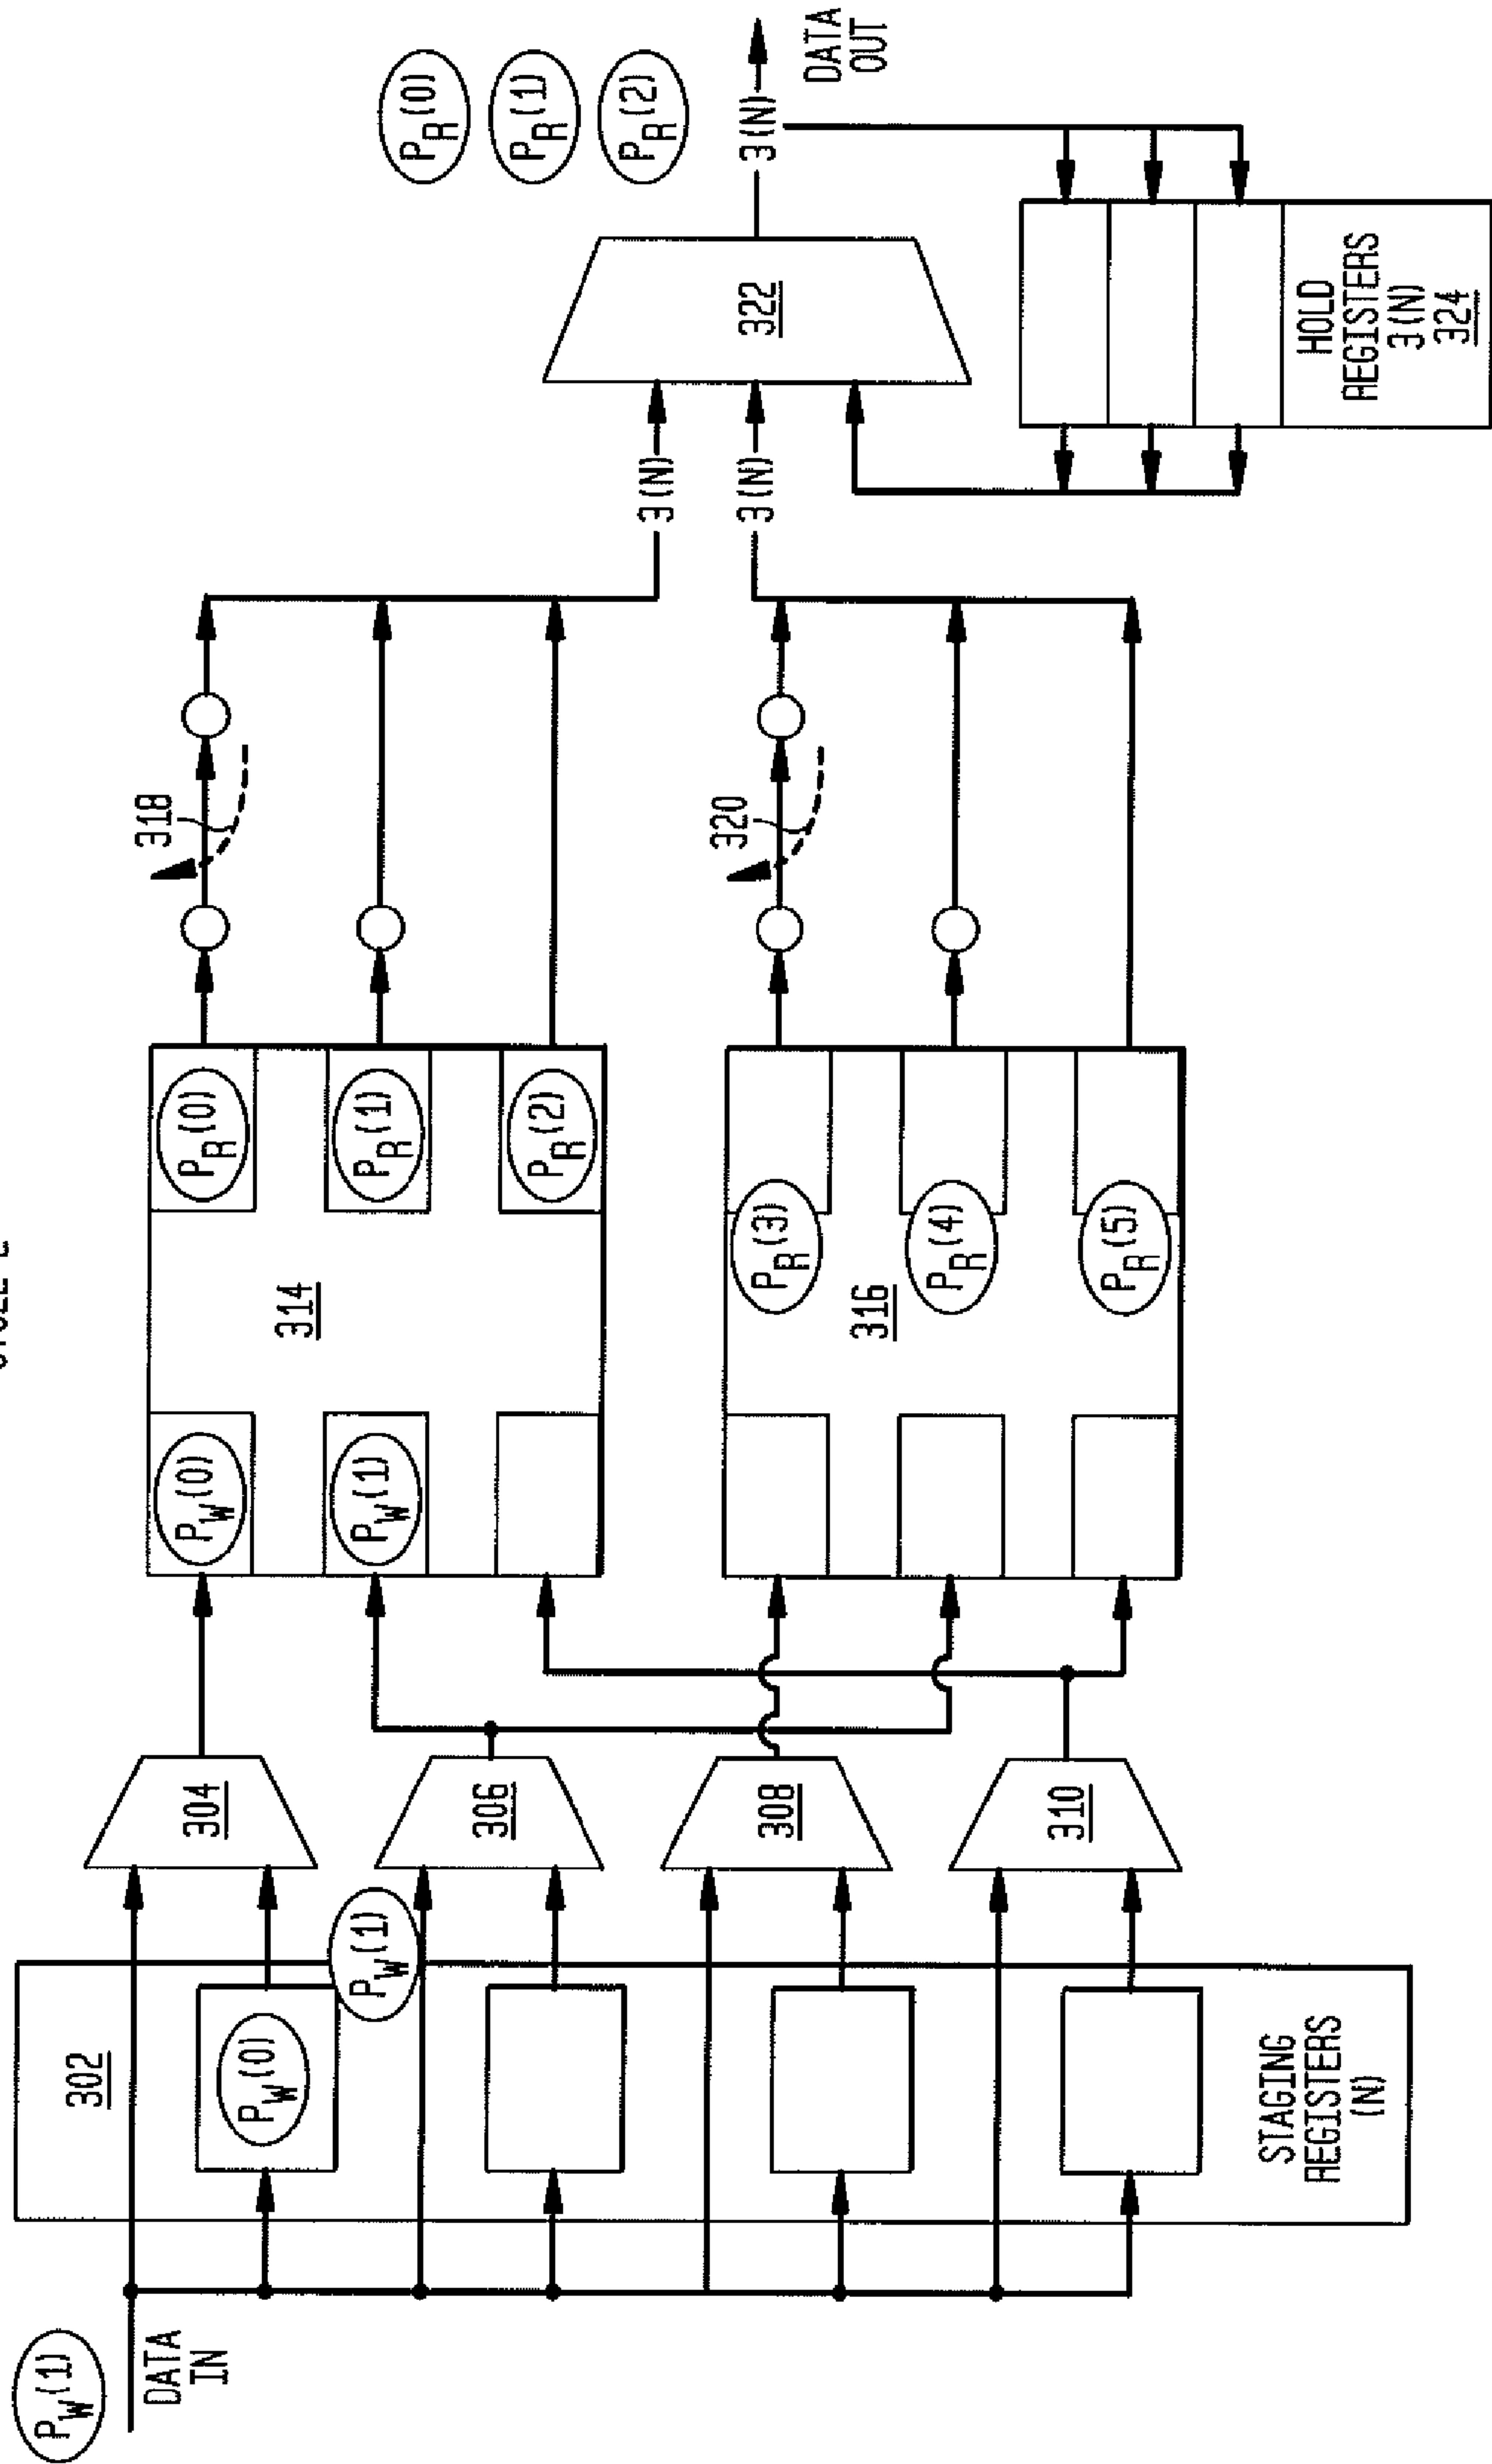 P_W(1)
DATA
IN
302
P_W(0)
P_W(1)
STAGING
REGISTERS
(N)
304
306
308
310
314
P_W(0)
P_W(1)
P_R(0)
P_R(1)
P_R(2)
316
P_R(3)
P_R(4)
P_R(5)
318
320
3(N)
3(N)
322
P_R(0)
P_R(1)
P_R(2)
3(N)
DATA
OUT
HOLD
REGISTERS
3(N)
324